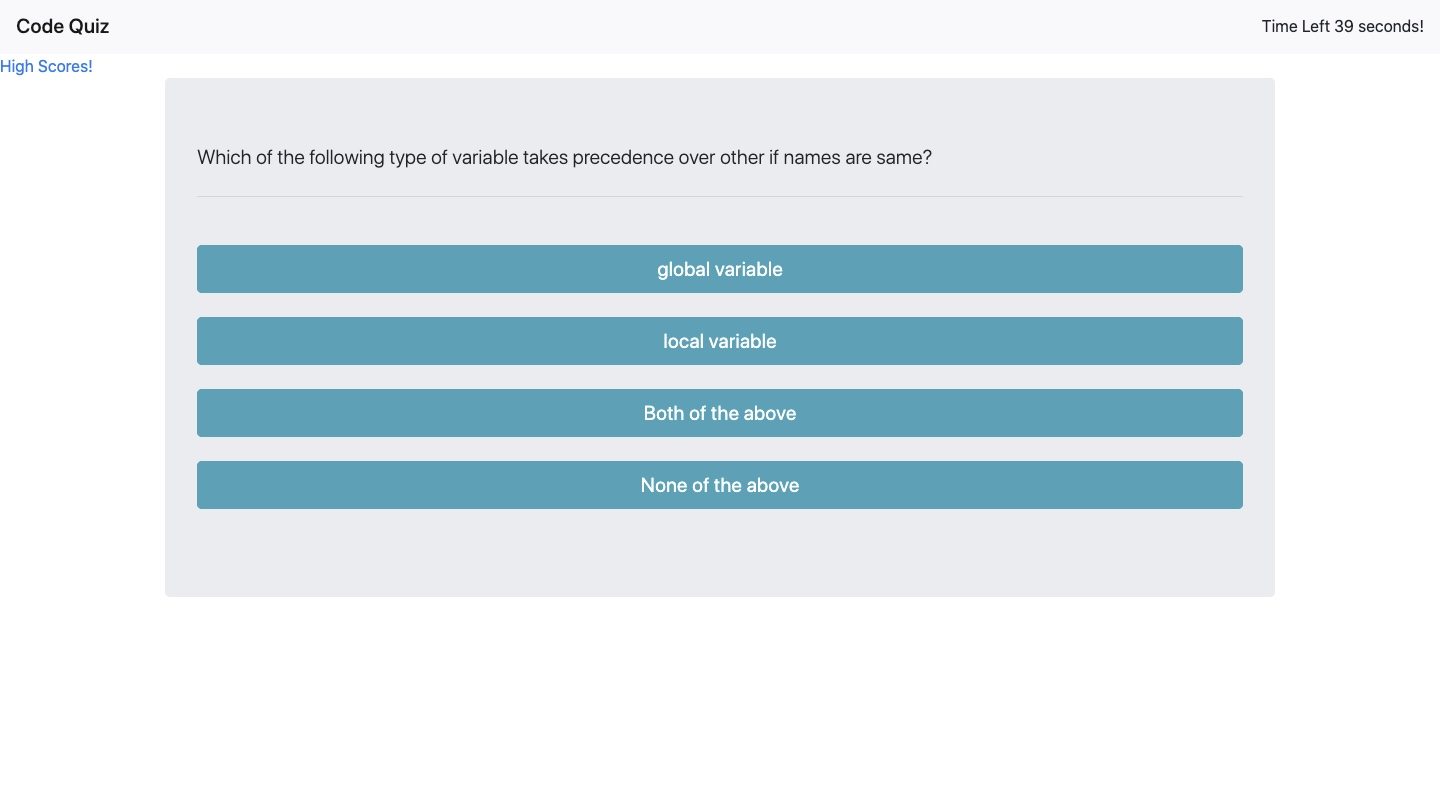 Code Quiz
Time Left 39 seconds!
High Scores!
Which of the following type of variable takes precedence over other if names are same?
global variable
local variable
Both of the above
None of the above